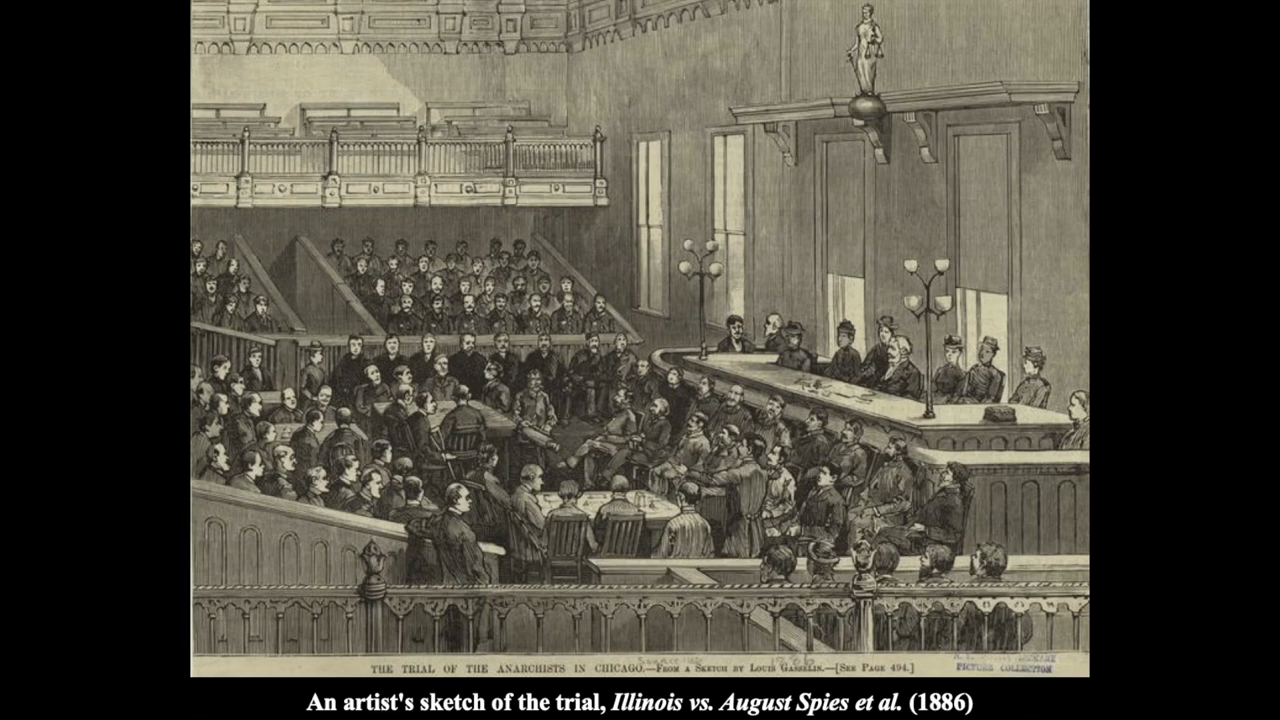 THE TRIAL OF THE ANARCHISTS IN CHICAGO.—FROM A SKETCH BY LOUIS GASSELIN.—[SEE PAGE 494.]
PICTURE COLLECTION
An artist's sketch of the trial, Illinois vs. August Spies et al. (1886)